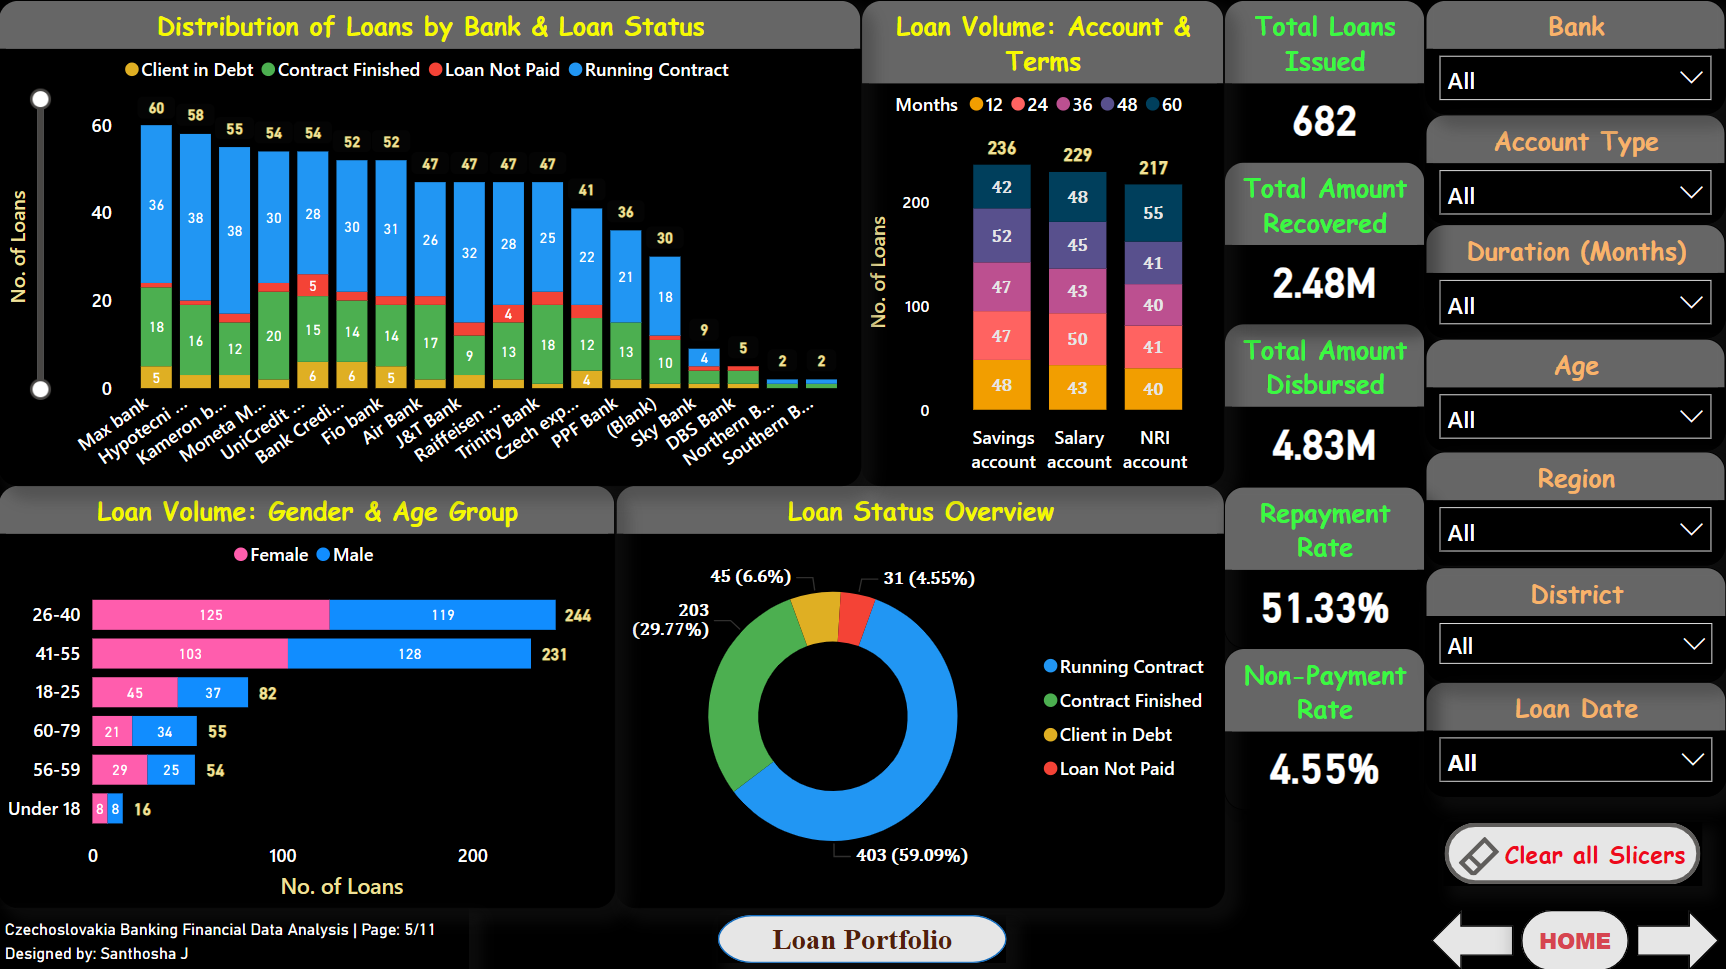 Distribution of Loans by Bank & Loan Status
Client in Debt Contract Finished Loan Not Paid Running Contract
No. of Loans
60
40
20
0
60 58 55 54 54 52 52 47 47 47 47 41 36 30 9 5 2 2
36 38 38 30 28 30 31 26 32 28 25 22 21 18 4
5 4
18 16 12 20 15 14 14 17 9 13 18 12 13 10
5 6 6 5 4
Max bank
Hypotecni ...
Kameron b...
Moneta M...
UniCredit ...
Bank Credi...
Fio bank
Air Bank
J&T Bank
Raiffeisen ...
Trinity Bank
Czech exp...
PPF Bank
(Blank)
Sky Bank
DBS Bank
Northern B...
Southern B...
Loan Volume: Account &
Terms
Months 12 24 36 48 60
No. of Loans
200
100
0
236 229 217
42 48 55
52 45 41
47 43 40
47 50 41
48 43 40
Savings
account
Salary
account
NRI
account
Total Loans
Issued
682
Total Amount
Recovered
2.48M
Total Amount
Disbursed
4.83M
Repayment
Rate
51.33%
Non-Payment
Rate
4.55%
Bank
All
Account Type
All
Duration (Months)
All
Age
All
Region
All
District
All
Loan Date
All
Clear all Slicers
HOME
Loan Volume: Gender & Age Group
Female Male
26-40 125 119 244
41-55 103 128 231
18-25 45 37 82
60-79 21 34 55
56-59 29 25 54
Under 18 8 8 16
0 100 200
No. of Loans
Loan Status Overview
45 (6.6%)
31 (4.55%)
203
(29.77%)
403 (59.09%)
Running Contract
Contract Finished
Client in Debt
Loan Not Paid
Czechoslovakia Banking Financial Data Analysis | Page: 5/11
Designed by: Santhosha J
Loan Portfolio